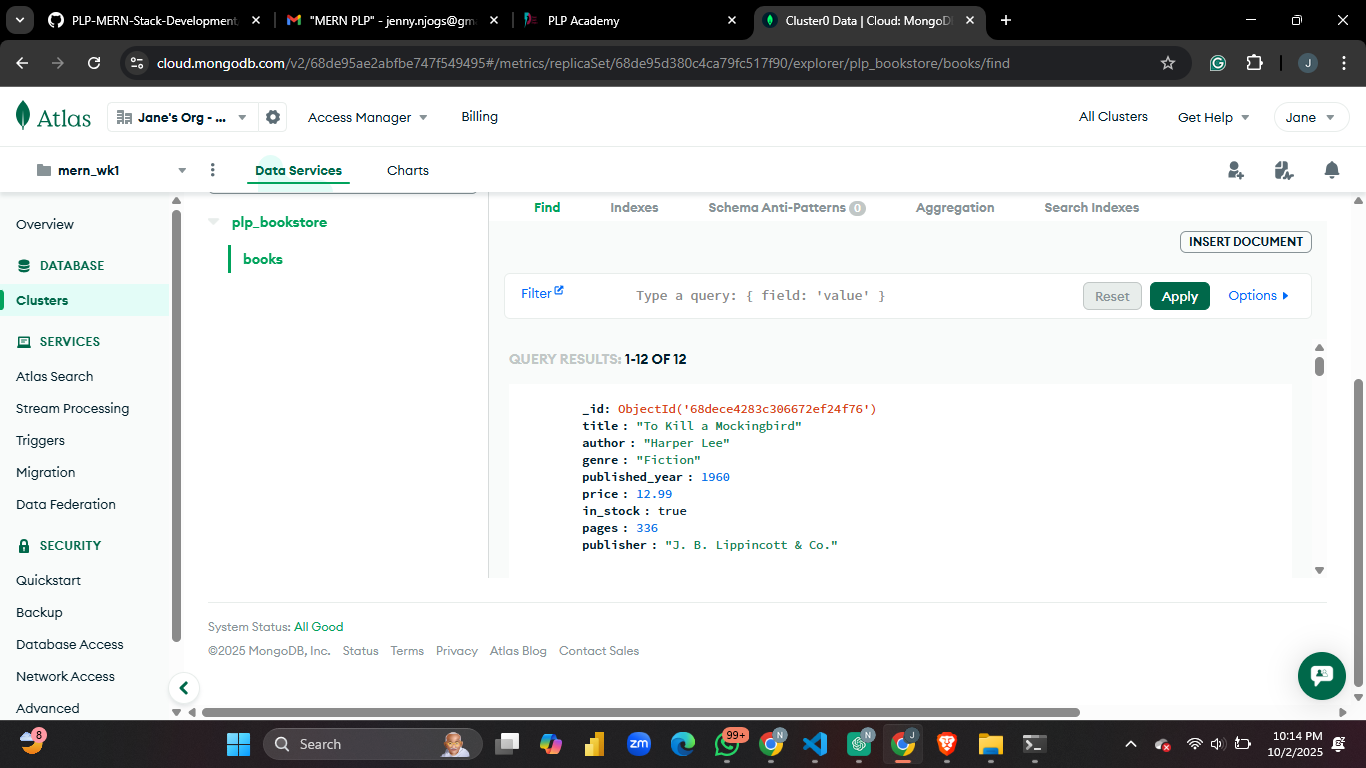 PLP-MERN-Stack-Development
"MERN PLP" - jenny.njogs@gm
PLP Academy
Cluster0 Data | Cloud: MongoD
cloud.mongodb.com/v2/68de95ae2abfbe747f549495#/metrics/replicaSet/68de95d380c4ca79fc517f90/explorer/plp_bookstore/books/find
J
Atlas
Jane's Org - ...
Access Manager
Billing
All Clusters
Get Help
Jane
mern_wk1
Data Services
Charts
Overview
DATABASE
Clusters
SERVICES
Atlas Search
Stream Processing
Triggers
Migration
Data Federation
SECURITY
Quickstart
Backup
Database Access
Network Access
Advanced
plp_bookstore
books
Find
Indexes
Schema Anti-Patterns 0
Aggregation
Search Indexes
INSERT DOCUMENT
Filter
Type a query: { field: 'value' }
Reset
Apply
Options
QUERY RESULTS: 1-12 OF 12
_id: ObjectId('68dece4283c306672ef24f76')
title : "To Kill a Mockingbird"
author : "Harper Lee"
genre : "Fiction"
published_year : 1960
price : 12.99
in_stock : true
pages : 336
publisher : "J. B. Lippincott & Co."
System Status: All Good
©2025 MongoDB, Inc. Status Terms Privacy Atlas Blog Contact Sales
8
Search
zm
99+
N
N
J
10:14 PM
10/2/2025